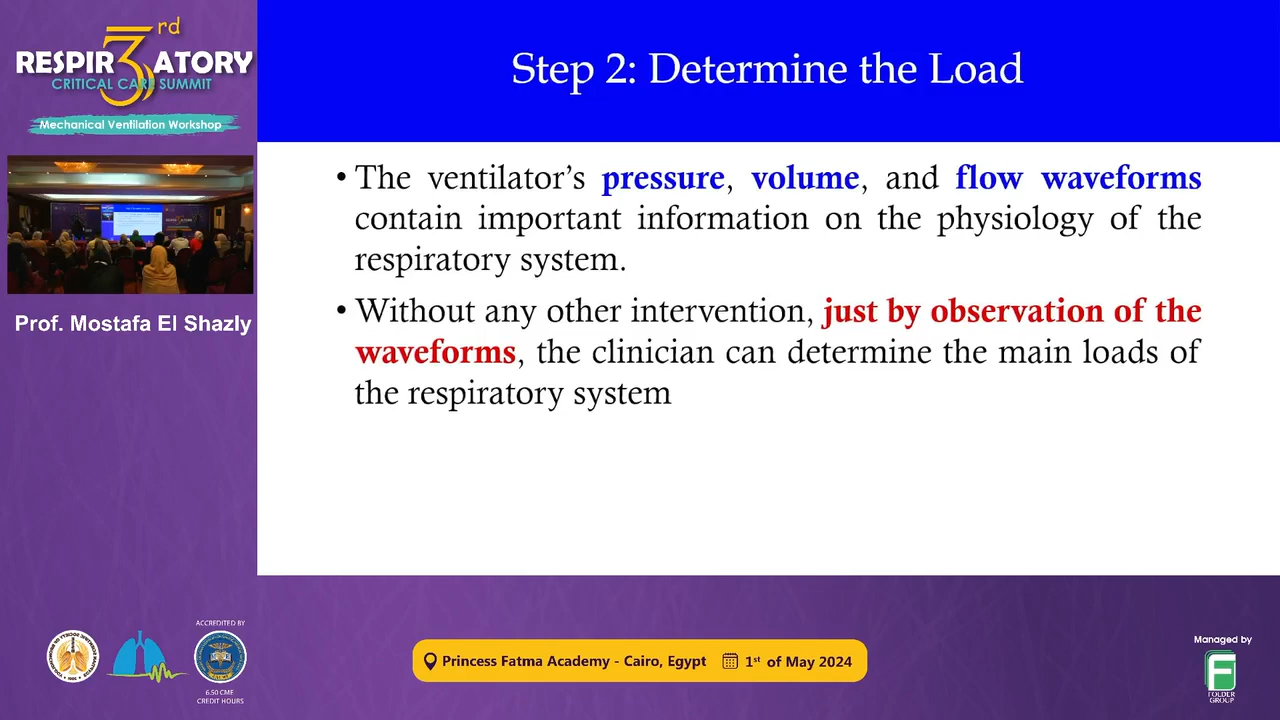 3rd
RESPIRATORY
CRITICAL CARE SUMMIT
Mechanical Ventilation Workshop
Prof. Mostafa El Shazly
Step 2: Determine the Load
• The ventilator’s pressure, volume, and flow waveforms
contain important information on the physiology of the
respiratory system.
• Without any other intervention, just by observation of the
waveforms, the clinician can determine the main loads of
the respiratory system
ACCREDITED BY
6.50 CME
CREDIT HOURS
Princess Fatma Academy - Cairo, Egypt
1st of May 2024
Managed by
FOLDER
GROUP